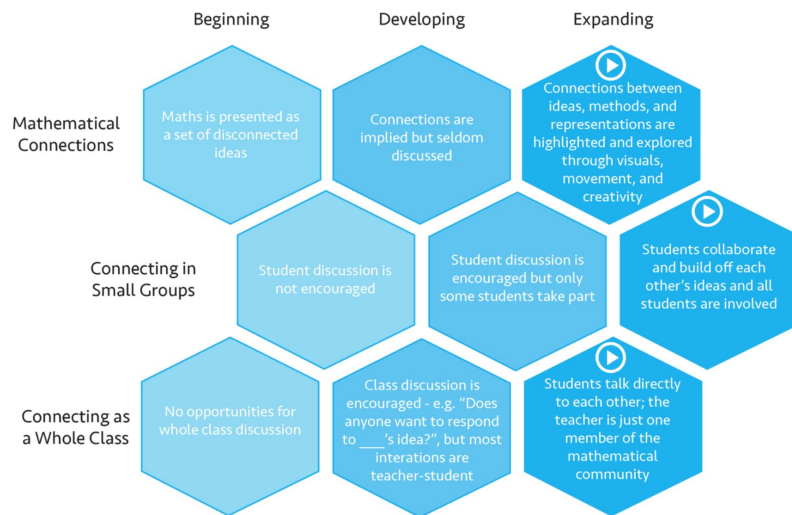 Beginning
Developing
Expanding
Mathematical
Connections
Maths is presented as
a set of disconnected
ideas
Connections are
implied but seldom
discussed
Connections between
ideas, methods, and
representations are
highlighted and explored
through visuals,
movement, and
creativity
Connecting in
Small Groups
Student discussion is
not encouraged
Student discussion is
encouraged but only
some students take part
Students collaborate
and build off each
other's ideas and all
students are involved
Connecting as
a Whole Class
No opportunities for
whole class discussion
Class discussion is
encouraged - e.g. "Does
anyone want to respond
to ___'s idea?", but most
interations are
teacher-student
Students talk directly
to each other; the
teacher is just one
member of the
mathematical
community